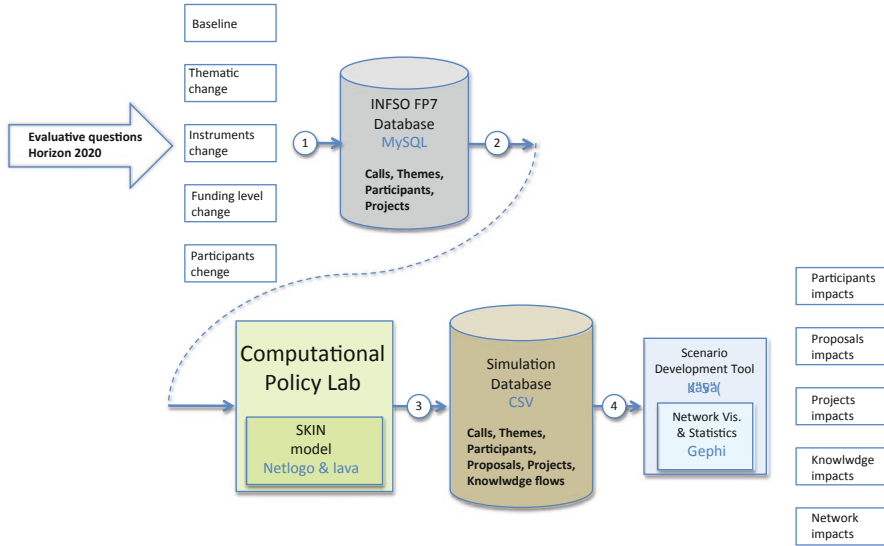 Baseline
Thematic
change
Evaluative questions
Horizon 2020
Instruments
change
Funding level
change
Participants
chenge
1
INFSO FP7
Database
MySQL
Calls, Themes,
Participants,
Projects
2
Computational
Policy Lab
SKIN
model
Netlogo & lava
3
Simulation
Database
CSV
Calls, Themes,
Participants,
Proposals, Projects,
Knowlwdge flows
4
Scenario
Development Tool
Network Vis.
& Statistics
Gephi
Participants
impacts
Proposals
impacts
Projects
impacts
Knowlwdge
impacts
Network
impacts